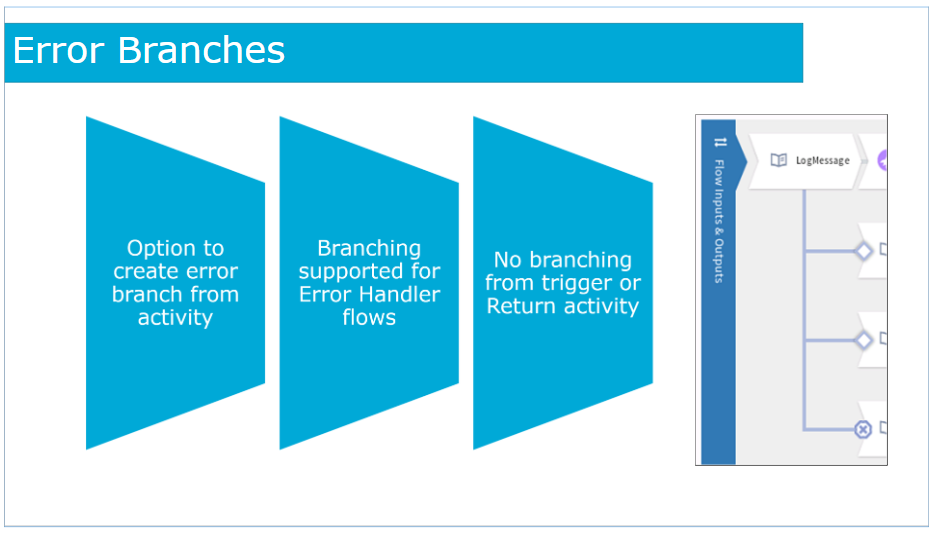 Error Branches
Option to
create error
branch from
activity
Branching
supported for
Error Handler
flows
No branching
from trigger or
Return activity
Flow Inputs & Outputs
LogMessage